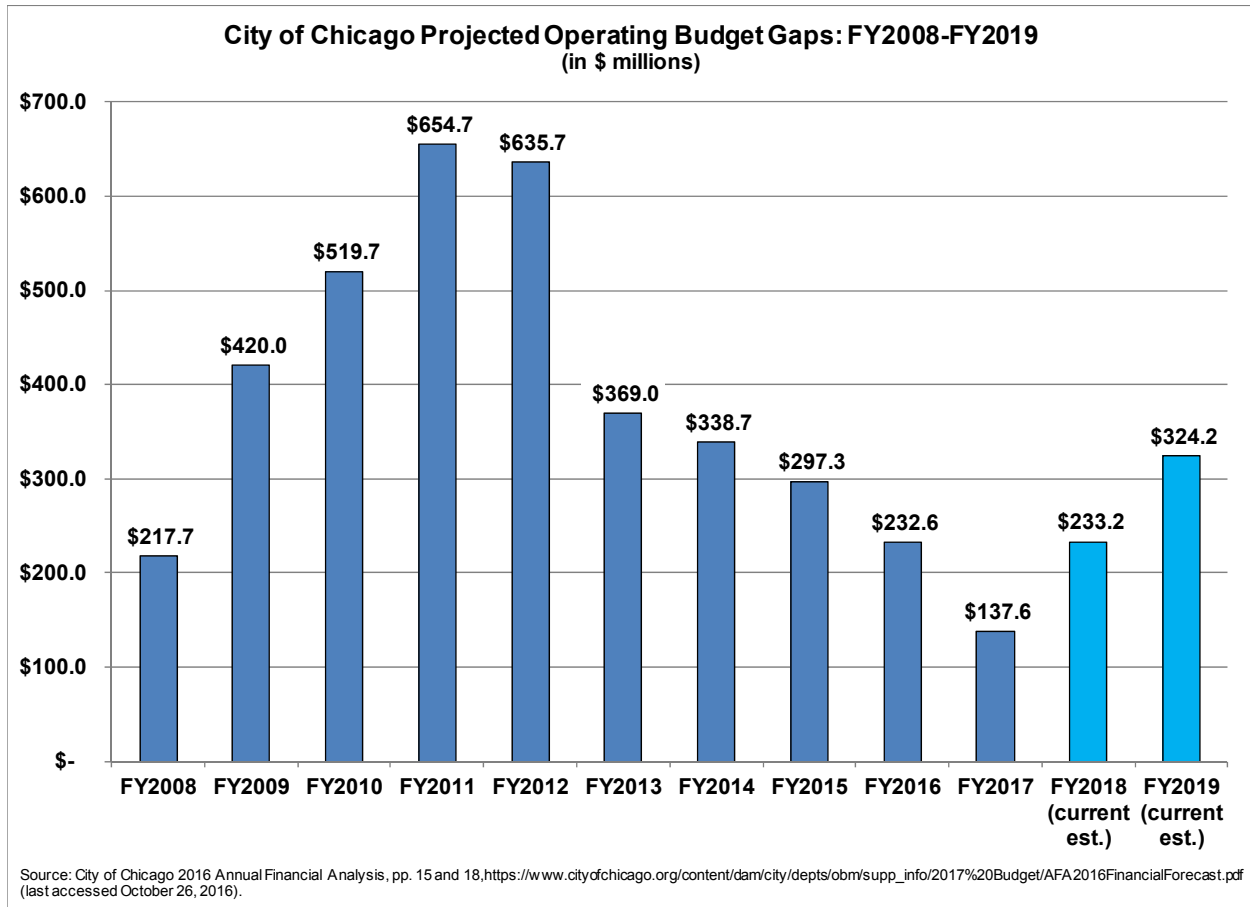 City of Chicago Projected Operating Budget Gaps: FY2008-FY2019
(in $ millions)
$700.0
$600.0
$500.0
$400.0
$300.0
$200.0
$100.0
$-
$217.7
$420.0
$519.7
$654.7
$635.7
$369.0
$338.7
$297.3
$232.6
$137.6
$233.2
$324.2
FY2008
FY2009
FY2010
FY2011
FY2012
FY2013
FY2014
FY2015
FY2016
FY2017
FY2018
(current
est.)
FY2019
(current
est.)
Source: City of Chicago 2016 Annual Financial Analysis, pp. 15 and 18,https://www.cityofchicago.org/content/dam/city/depts/obm/supp_info/2017%20Budget/AFA2016FinancialForecast.pdf
(last accessed October 26, 2016).